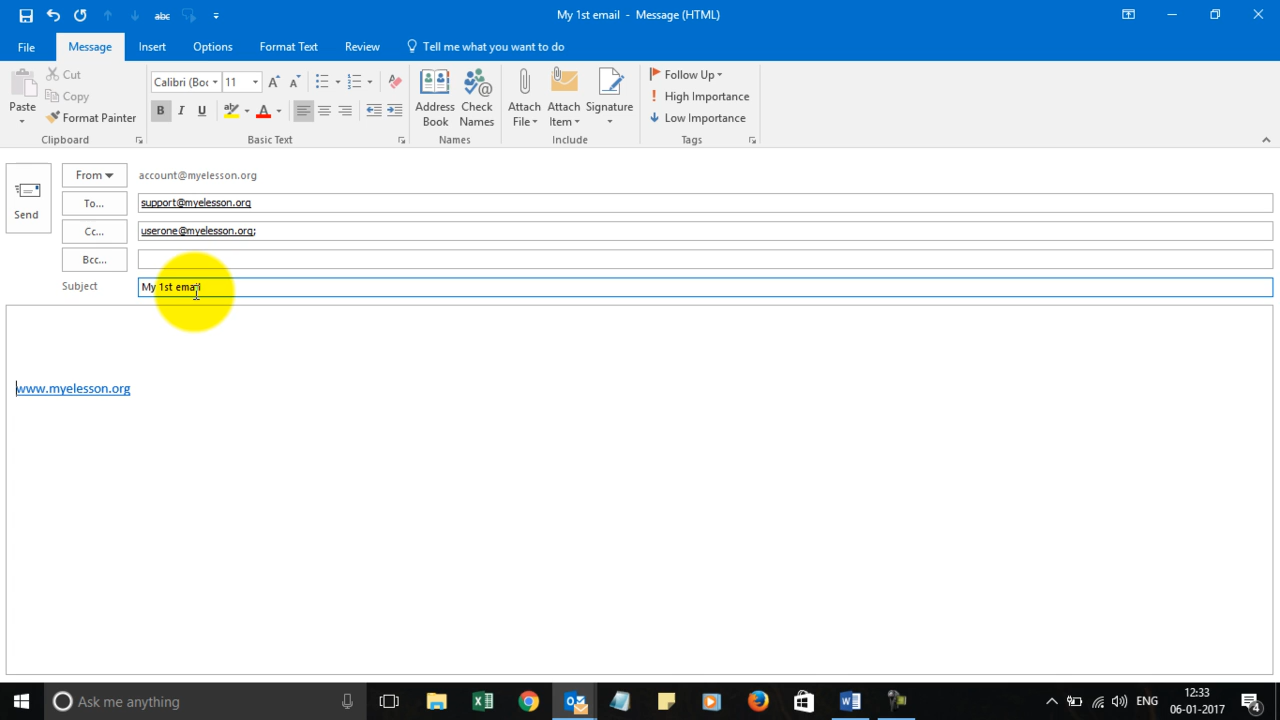 abc My 1st email - Message (HTML)
File Message Insert Options Format Text Review Tell me what you want to do
Paste Cut Copy Format Painter
Clipboard
Calibri (Boc 11
B I U aby A
Basic Text
Address Book Check Names
Names
Attach File Attach Item Signature
Include
Follow Up
High Importance
Low Importance
Tags
Send
From account@myelesson.org
To... support@myelesson.org
Cc... userone@myelesson.org;
Bcc...
Subject My 1st email
www.myelesson.org
Ask me anything ENG 12:33
06-01-2017 4